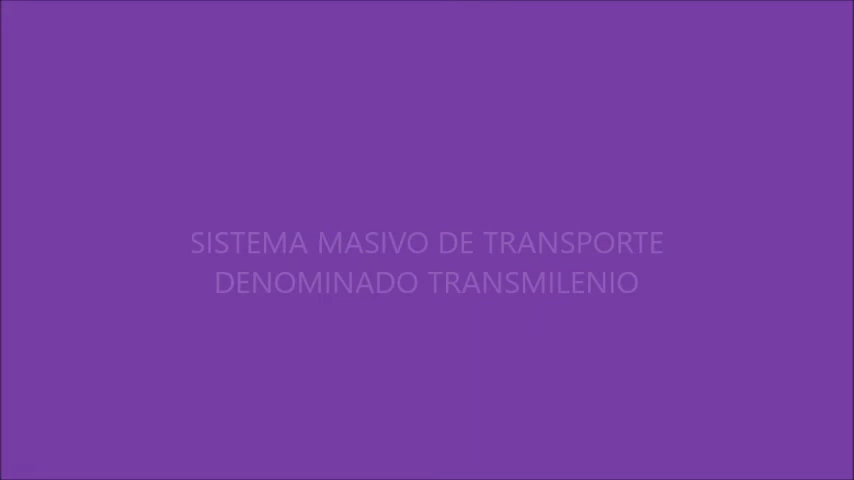 SISTEMA MASIVO DE TRANSPORTE
DENOMINADO TRANSMILENIO